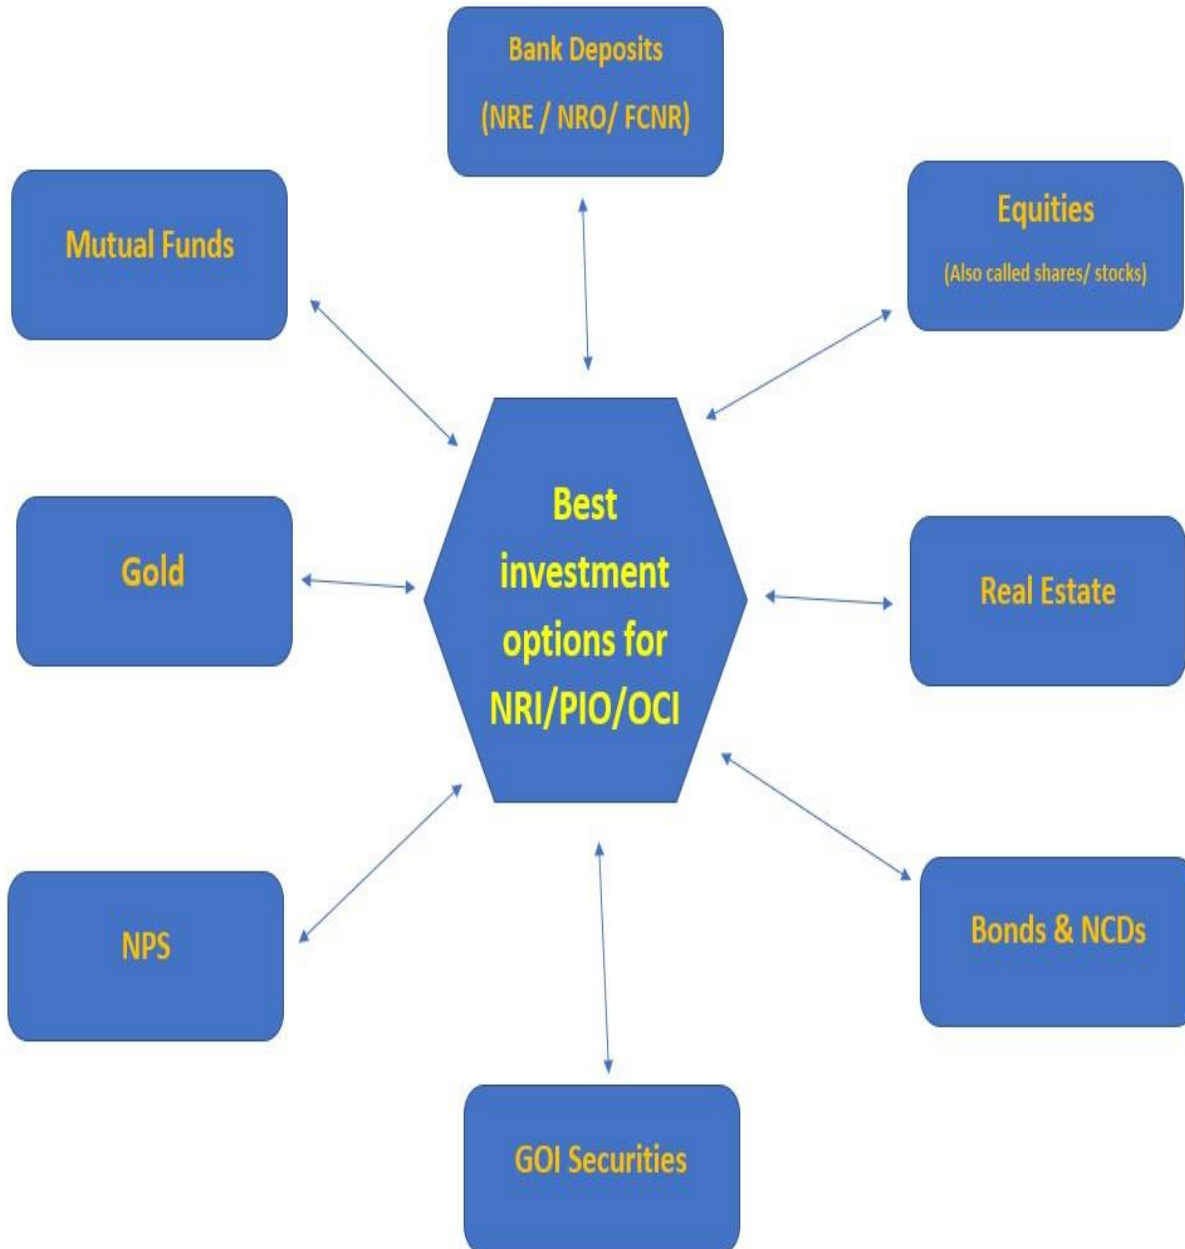 Bank Deposits
(NRE / NRO/ FCNR)
Mutual Funds
Equities
(Also called shares/ stocks)
Best
investment
options for
NRI/PIO/OCI
Gold
Real Estate
NPS
Bonds & NCDs
GOI Securities